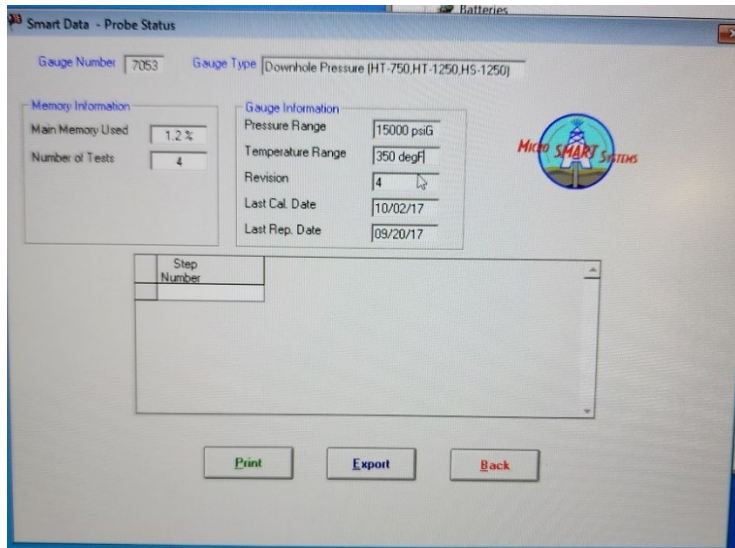 Batteries
Smart Data - Probe Status
Gauge Number 7053 Gauge Type Downhole Pressure (HT-750,HT-1250,HS-1250)
Memory Information
Main Memory Used 1.2 %
Number of Tests 4
Gauge Information
Pressure Range 15000 psiG
Temperature Range 350 degF
Revision 4
Last Cal. Date 10/02/17
Last Rep. Date 09/20/17
MICRO SMART SYSTEMS
Step
Number
Print Export Back